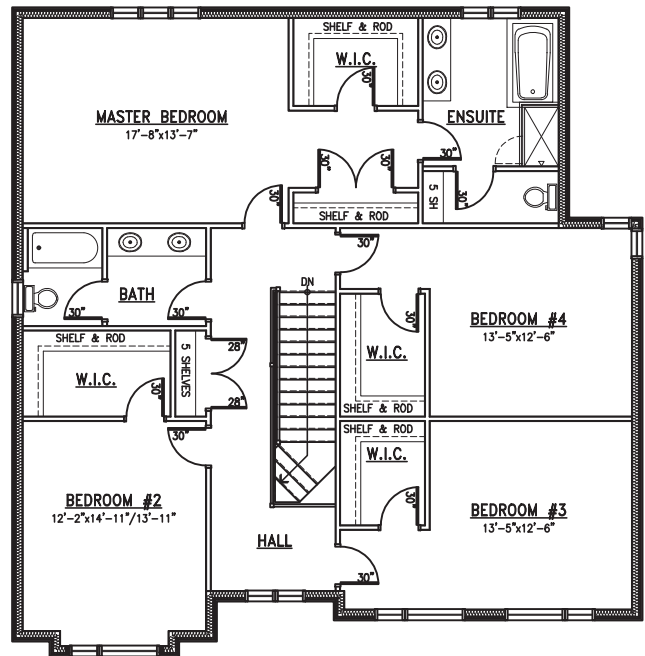 SHELF & ROD
W.I.C.
30"
MASTER BEDROOM
17'-8"x13'-7"
ENSUITE
30"
30"
30"
30"
5 SH
30"
SHELF & ROD
30"
30"
DN
BATH
30"
30"
BEDROOM #4
13'-5"x12'-6"
30"
W.I.C.
SHELF & ROD
SHELF & ROD
W.I.C.
30"
5 SHELVES
28"
28"
30"
SHELF & ROD
W.I.C.
30"
BEDROOM #2
12'-2"x14'-11"/13'-11"
BEDROOM #3
13'-5"x12'-6"
HALL
30"